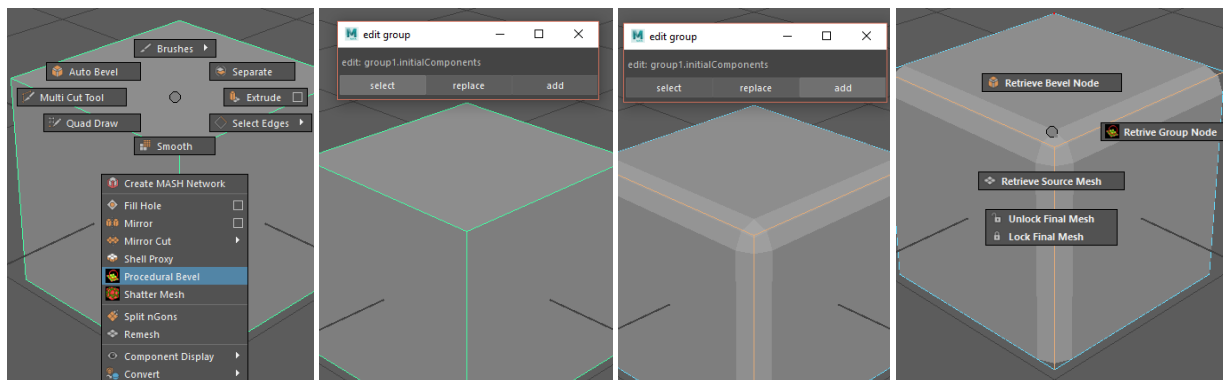 Brushes
Auto Bevel
Separate
Multi Cut Tool
Extrude
Quad Draw
Select Edges
Smooth
Create MASH Network
Fill Hole
Mirror
Mirror Cut
Shell Proxy
Procedural Bevel
Shatter Mesh
Split nGons
Remesh
Component Display
Convert
edit group
edit: group1.initialComponents
select replace add
edit group
edit: group1.initialComponents
select replace add
Retrieve Bevel Node
Retrive Group Node
Retrieve Source Mesh
Unlock Final Mesh
Lock Final Mesh